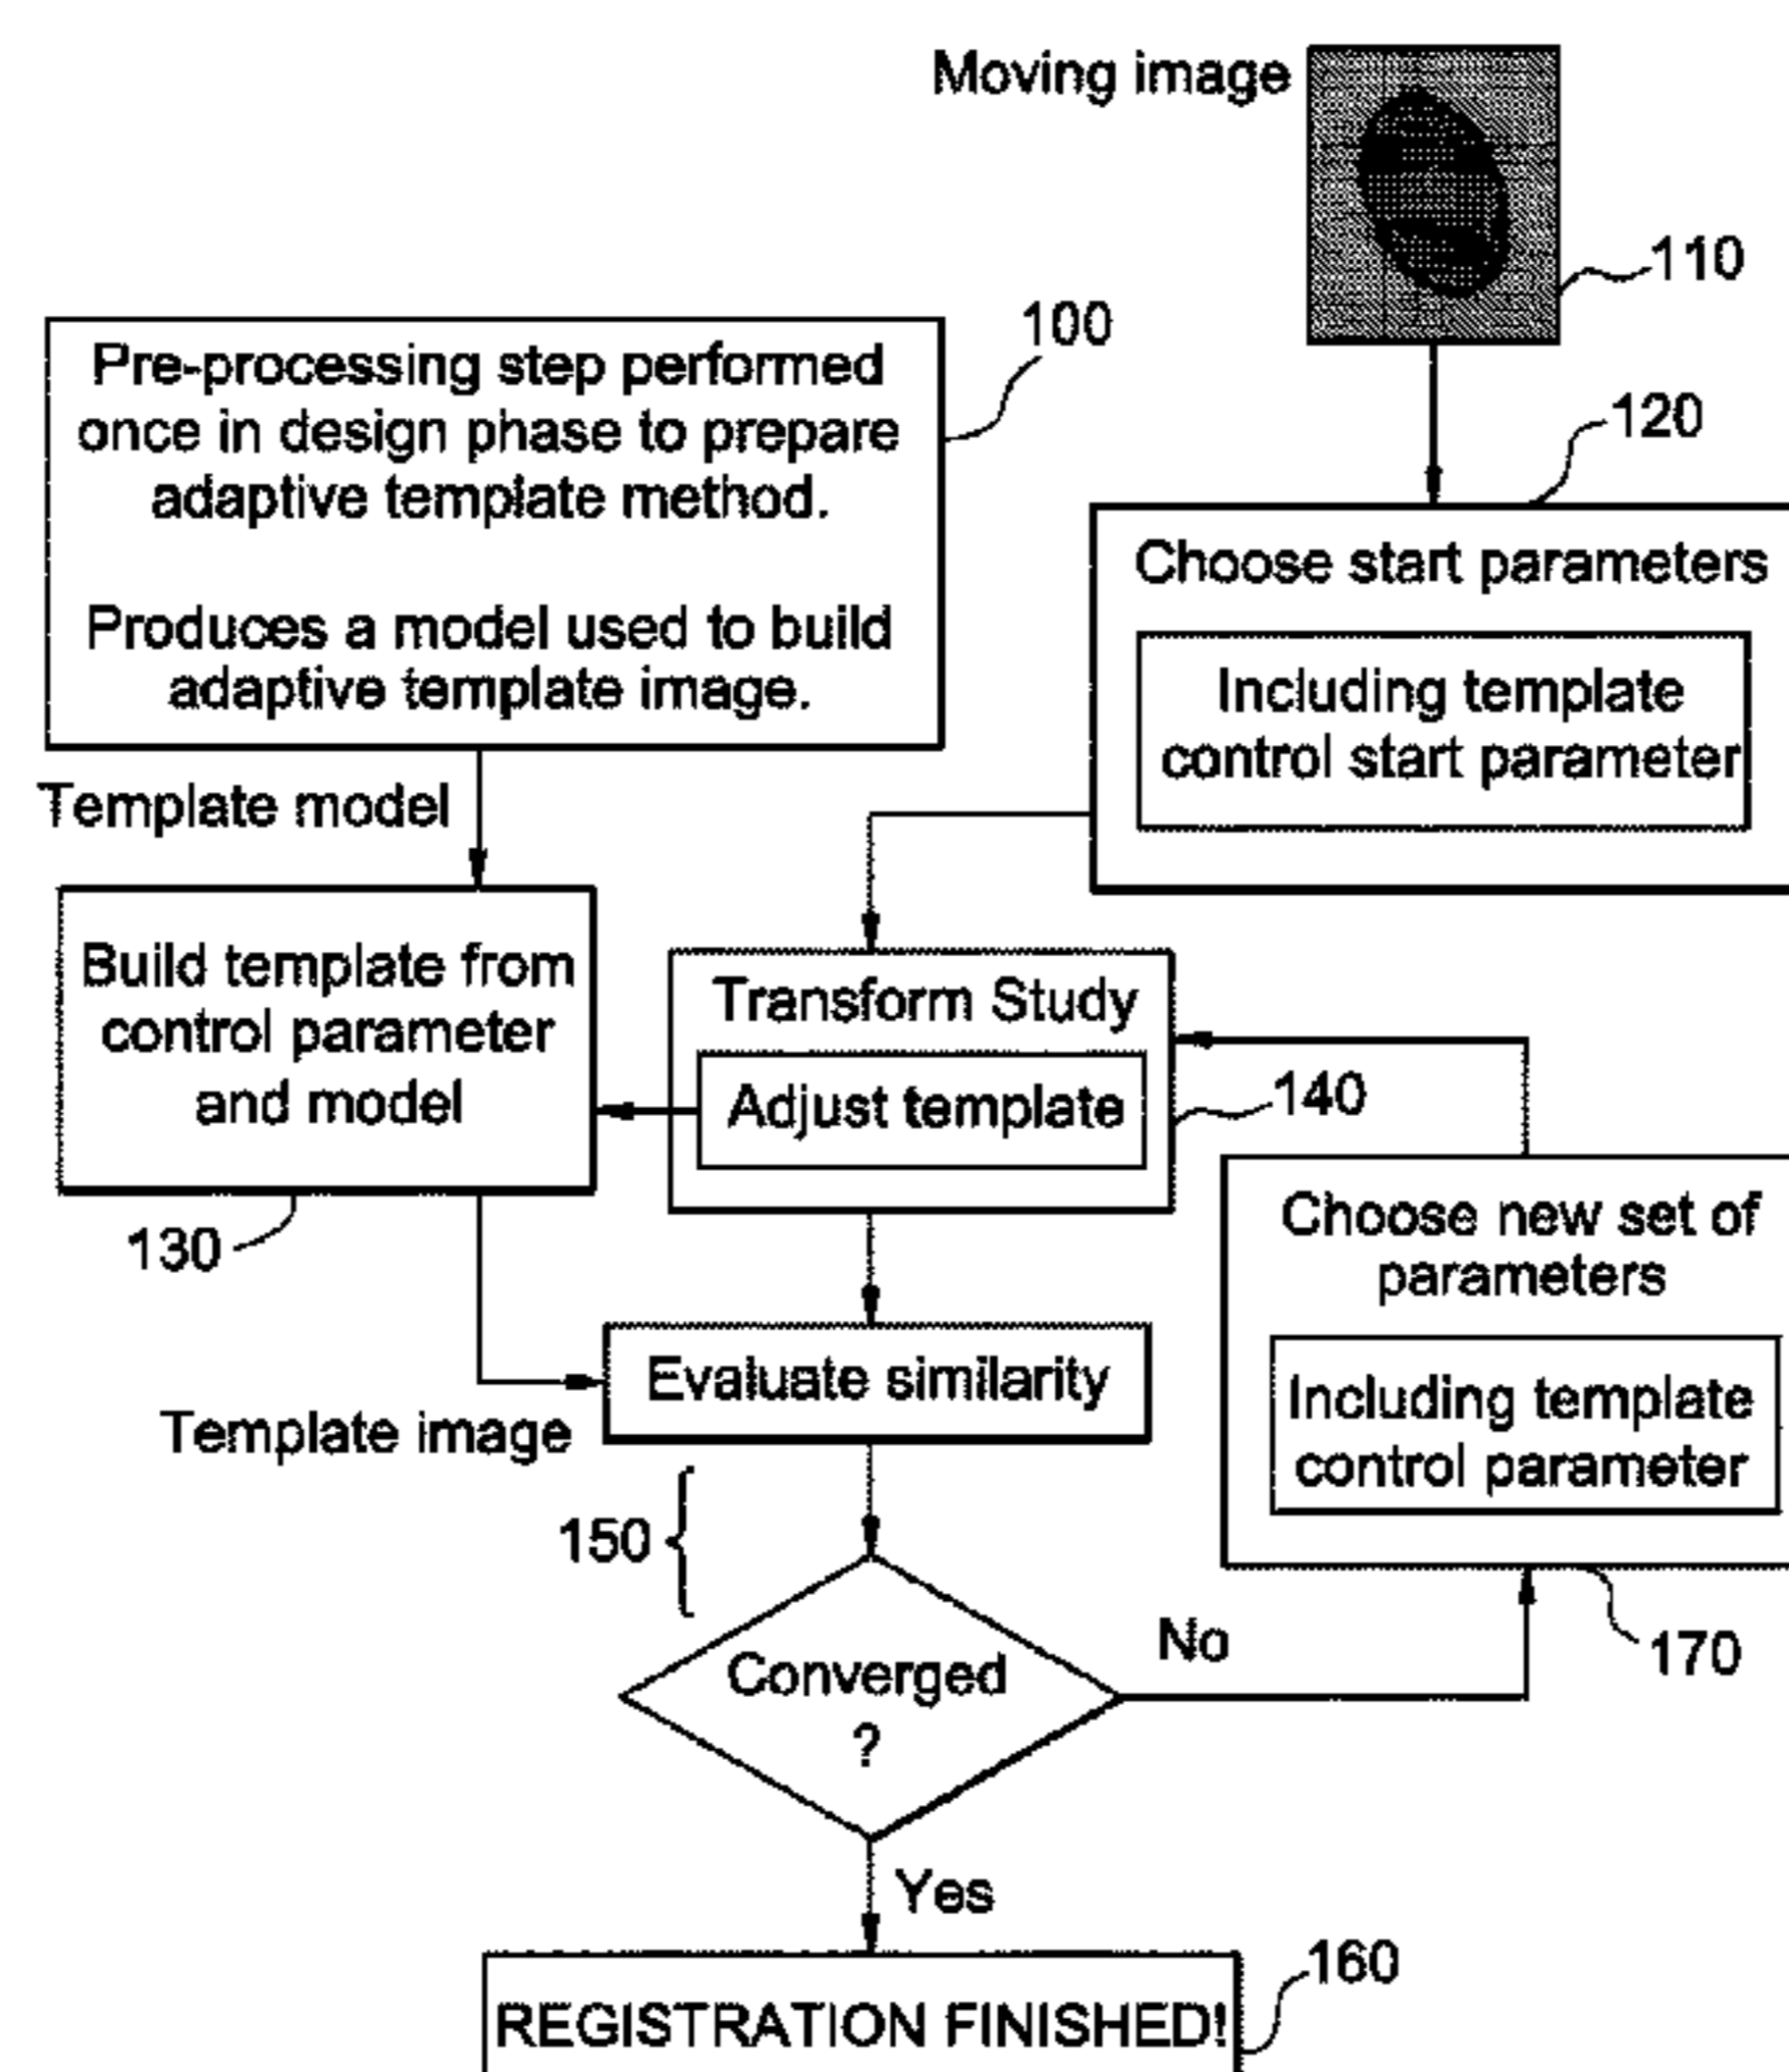 Moving image
110
100
Pre-processing step performed
once in design phase to prepare
adaptive template method.
Produces a model used to build
adaptive template image.
120
Choose start parameters
Including template
control start parameter
Template model
Build template from
control parameter
and model
130
Transform Study
Adjust template
140
Choose new set of
parameters
Including template
control parameter
170
Evaluate similarity
Template image
150
Converged
?
No
Yes
REGISTRATION FINISHED!
160